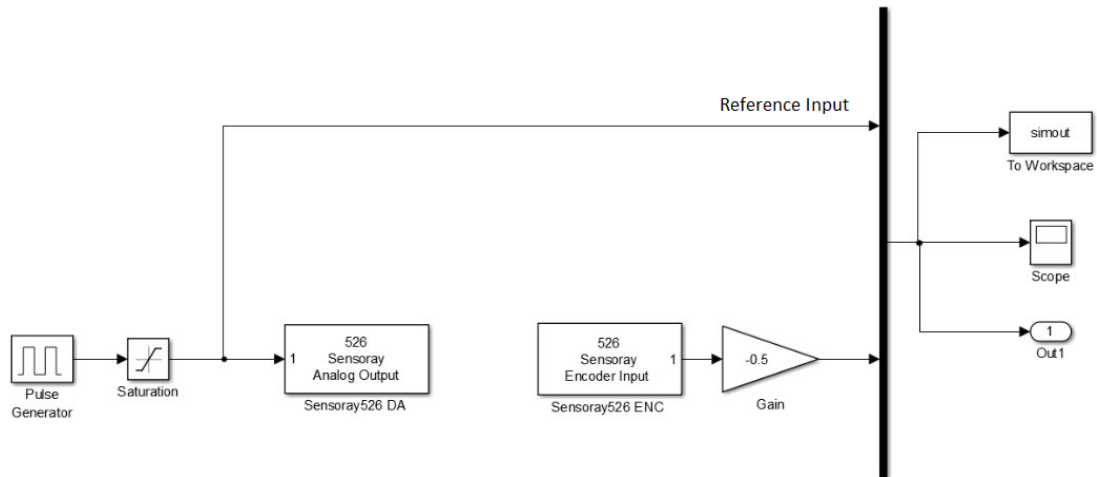 Reference Input
simout
To Workspace
Scope
1
Out1
Pulse
Generator
Saturation
1
526
Sensoray
Analog Output
Sensoray526 DA
526
Sensoray
Encoder Input
1
Sensoray526 ENC
-0.5
Gain